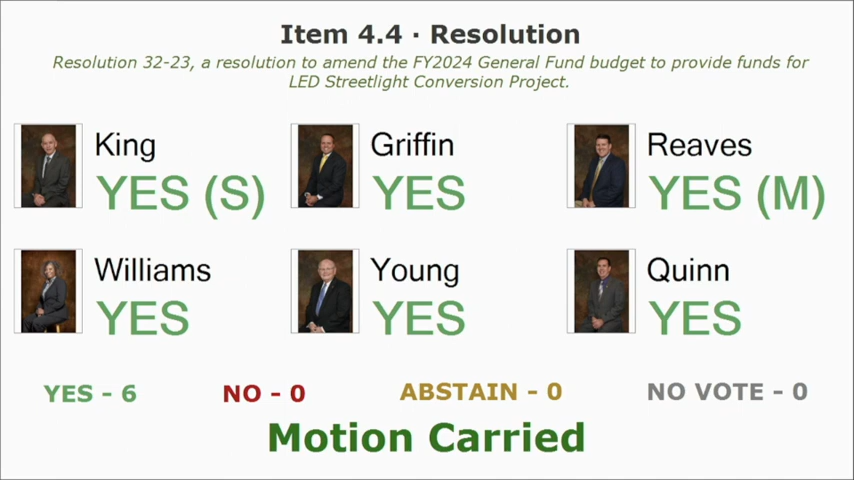 Item 4.4 · Resolution
Resolution 32-23, a resolution to amend the FY2024 General Fund budget to provide funds for
LED Streetlight Conversion Project.
King
YES (S)
Griffin
YES
Reaves
YES (M)
Williams
YES
Young
YES
Quinn
YES
YES - 6 NO - 0 ABSTAIN - 0 NO VOTE - 0
Motion Carried